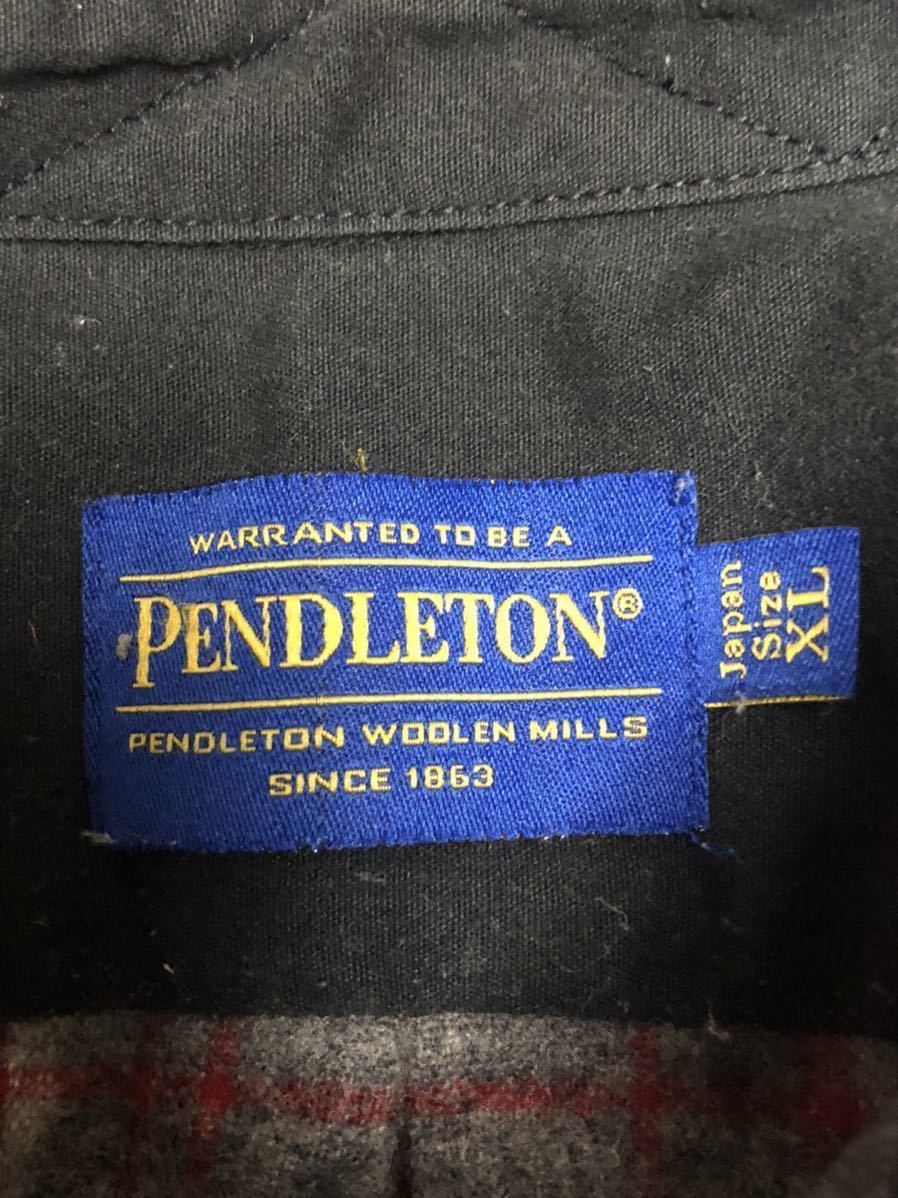 WARRANTED TO BE A
PENDLETON®
PENDLETON WOOLEN MILLS
SINCE 1863
Japan
Size
XL